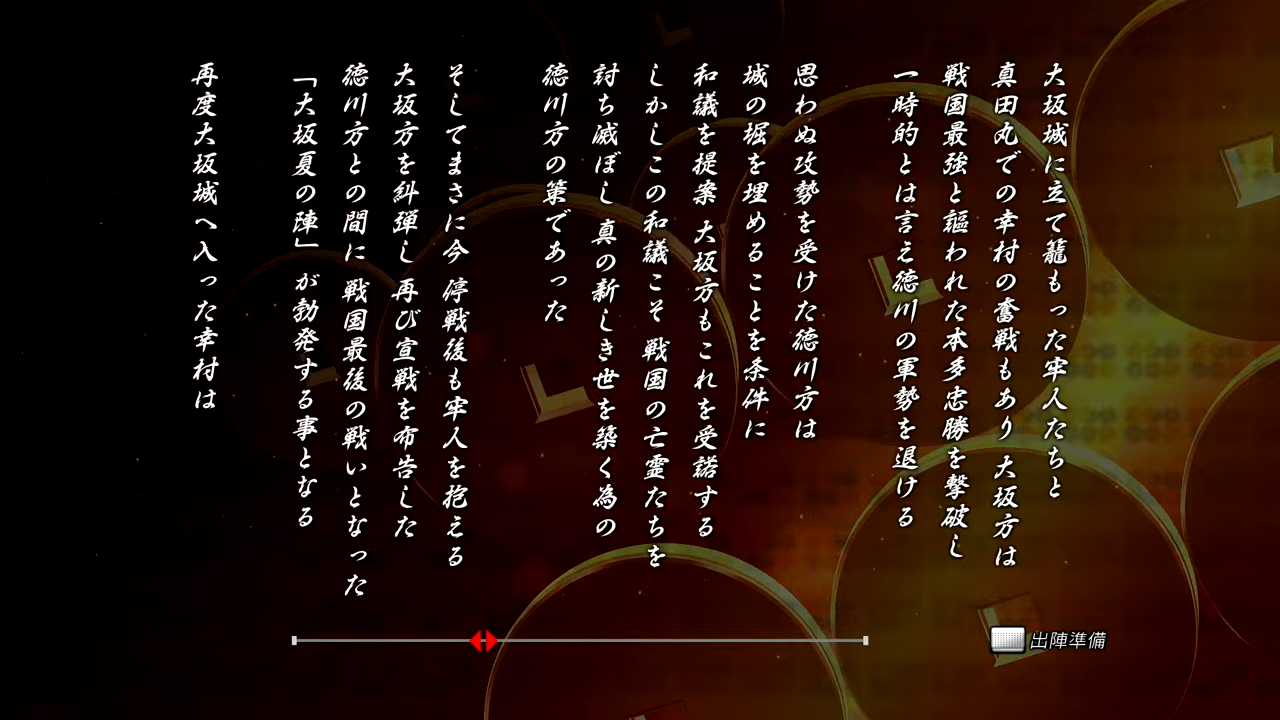 大坂城に立て籠もった牢人たちと
真田丸での幸村の奮戦もあり 大坂方は
戦国最強と謳われた本多忠勝を撃破し
一時的とは言え徳川の軍勢を退ける
思わぬ攻勢を受けた徳川方は
城の堀を埋めることを条件に
和議を提案 大坂方もこれを受諾する
しかしこの和議こそ 戦国の亡霊たちを
討ち滅ぼし 真の新しき世を築く為の
徳川方の策であった
そしてまさに今 停戦後も牢人を抱える
大坂方を糾弾し 再び宣戦を布告した
徳川方との間に 戦国最後の戦いとなった
「大坂夏の陣」が勃発する事となる
再度大坂城へ入った幸村は
出陣準備